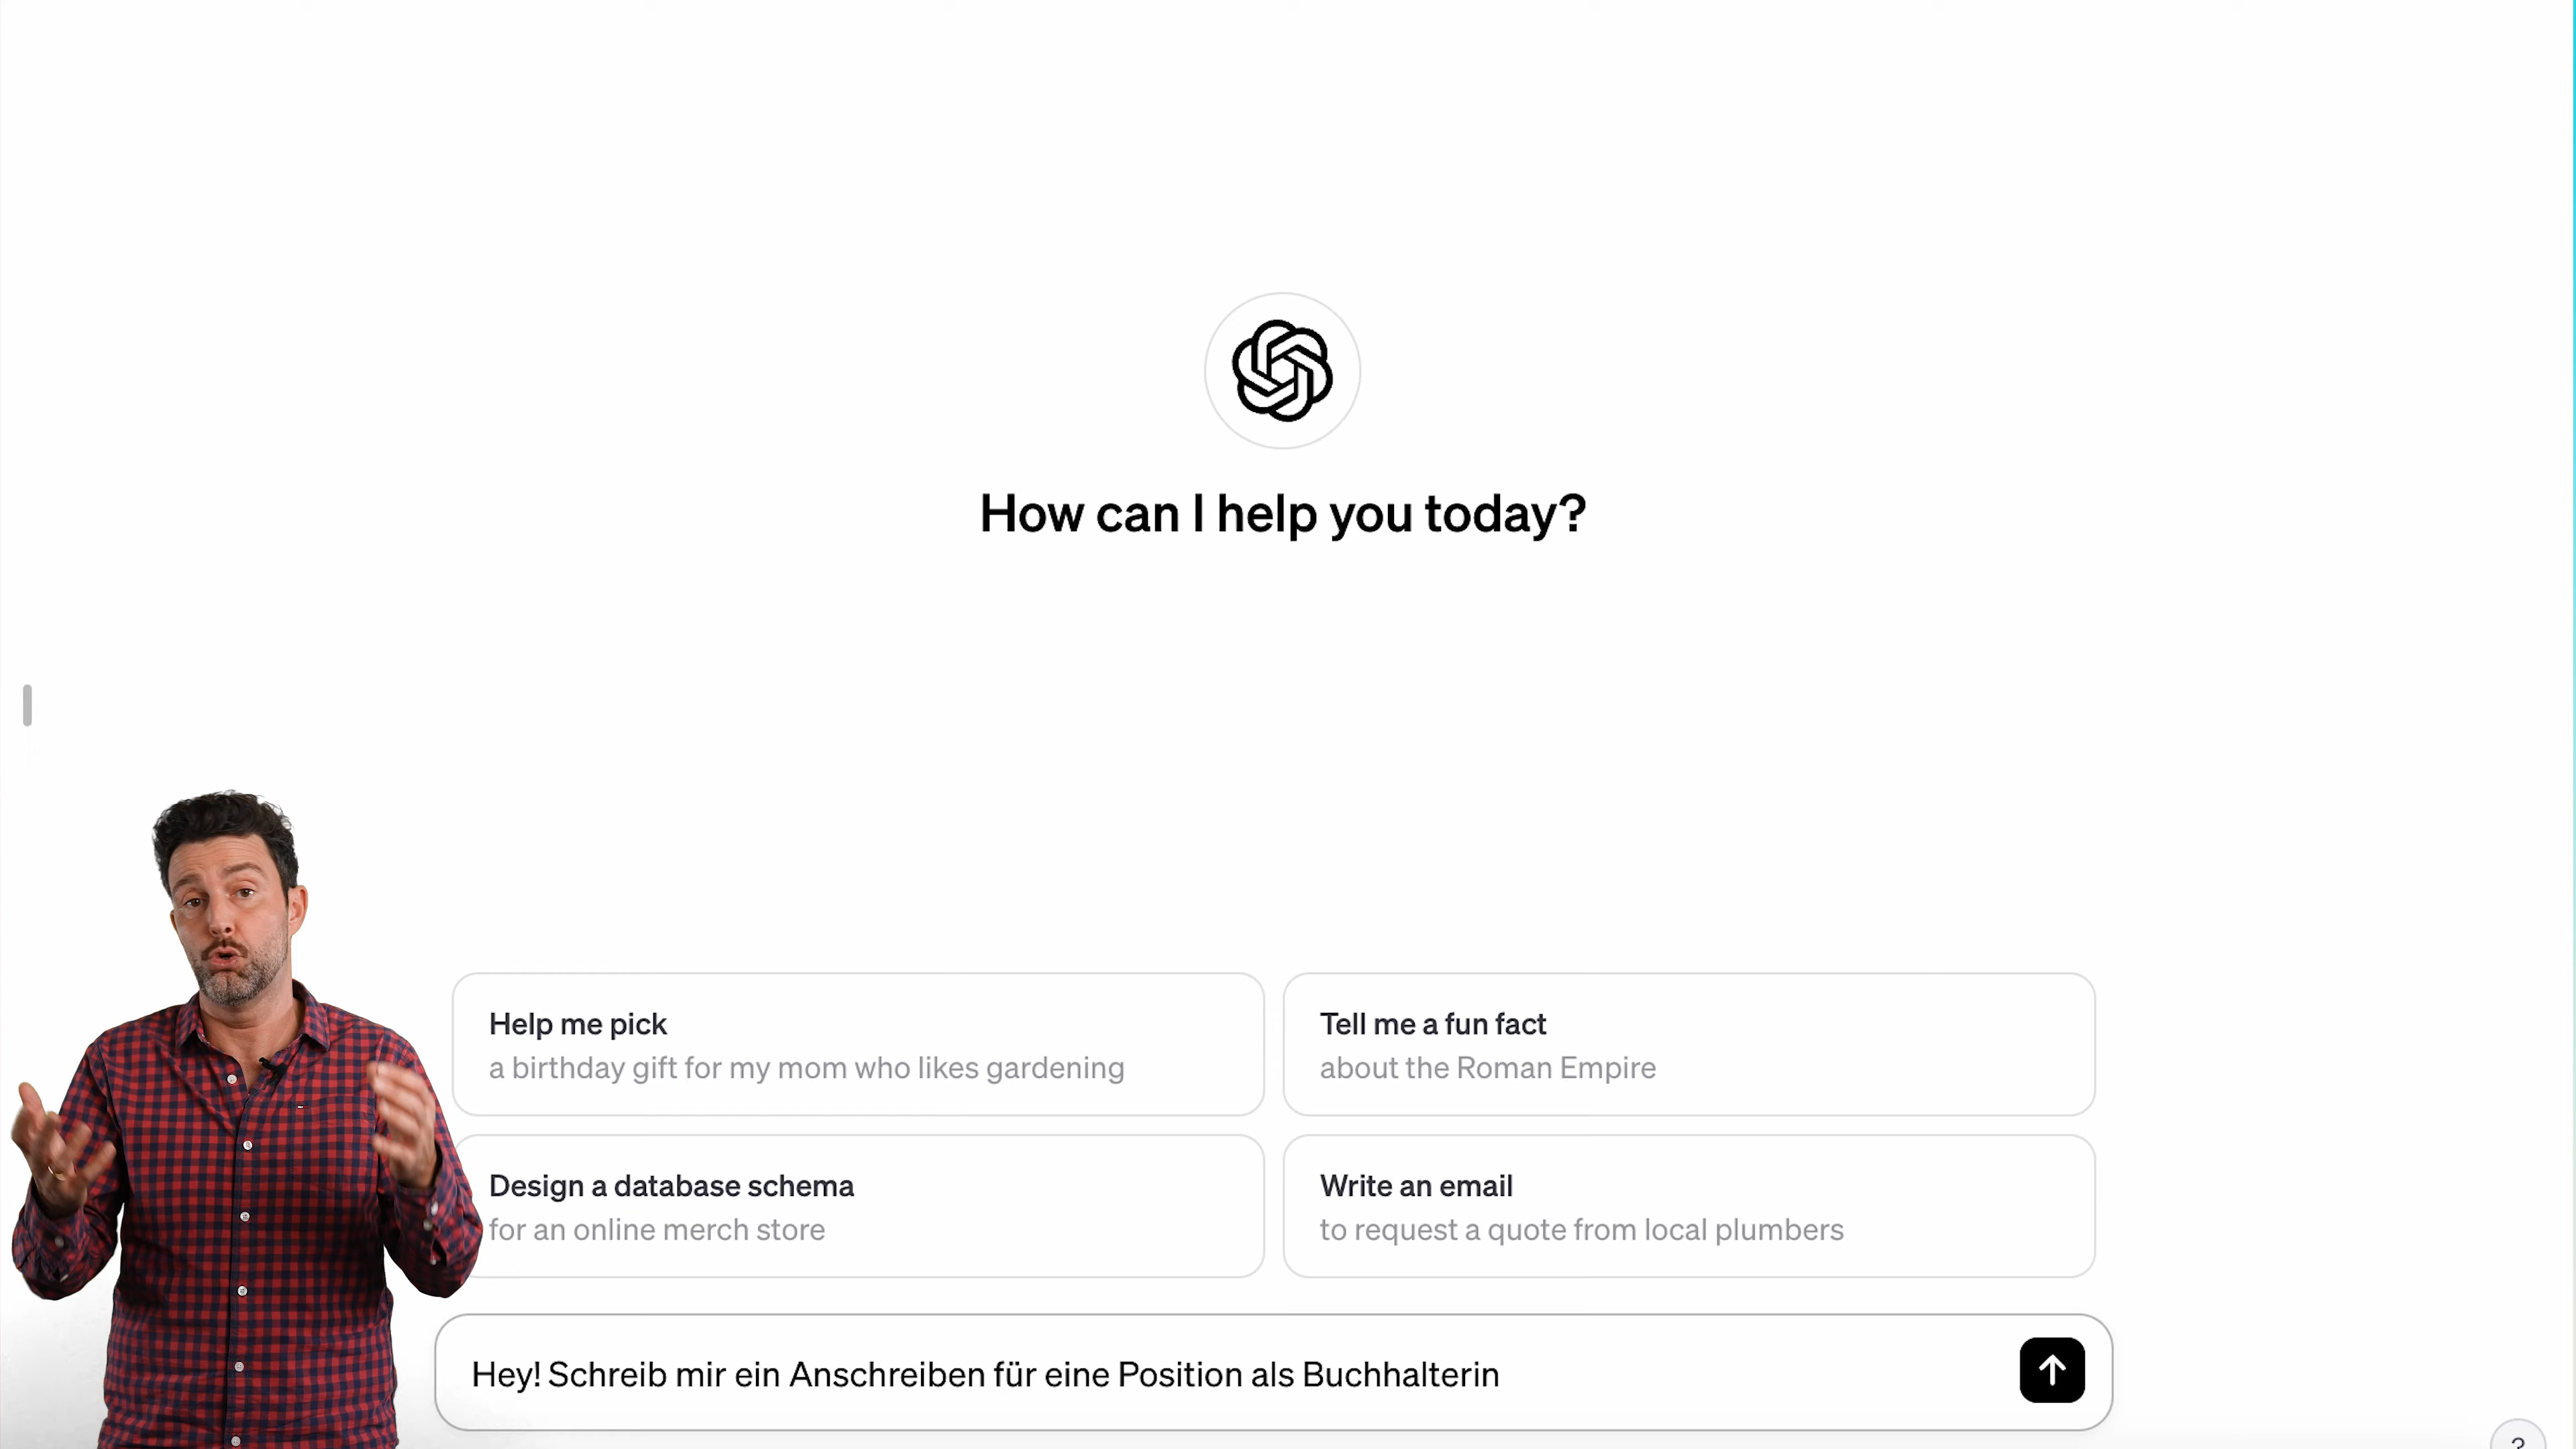 How can I help you today?
Help me pick
a birthday gift for my mom who likes gardening
Tell me a fun fact
about the Roman Empire
Design a database schema
for an online merch store
Write an email
to request a quote from local plumbers
Hey! Schreib mir ein Anschreiben für eine Position als Buchhalterin
?